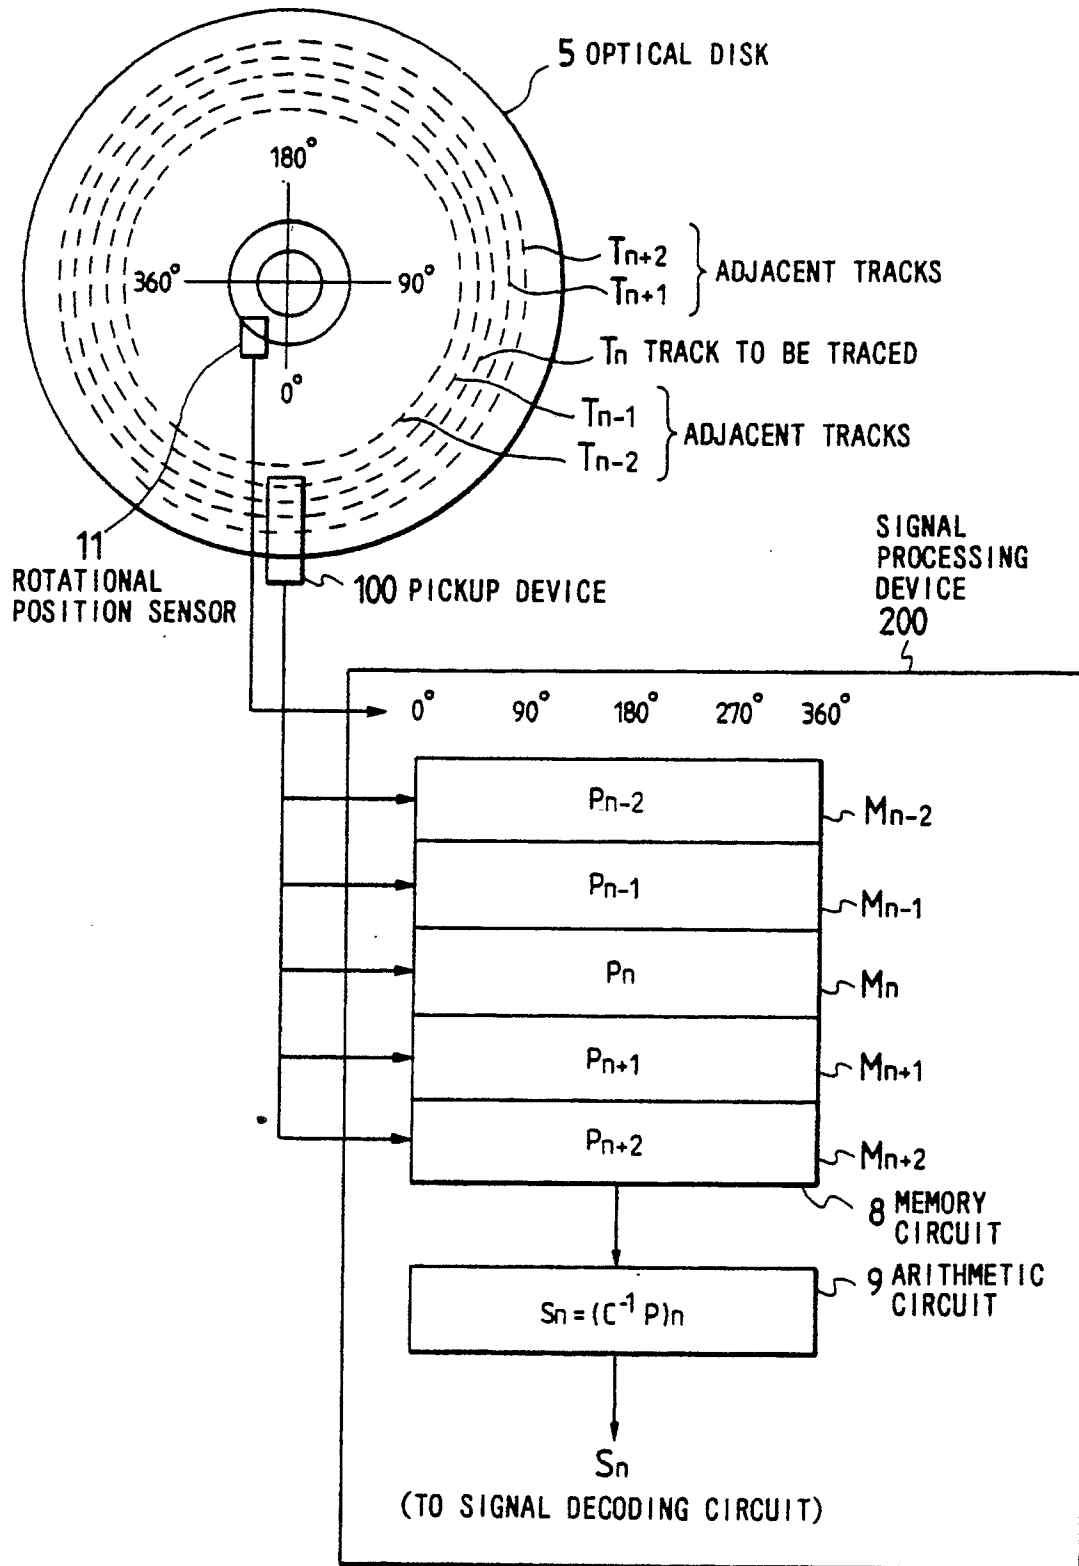 5 OPTICAL DISK
180°
360°
90°
0°
Tn+2
Tn+1
ADJACENT TRACKS
Tn TRACK TO BE TRACED
Tn-1
Tn-2
ADJACENT TRACKS
11
ROTATIONAL
POSITION SENSOR
100 PICKUP DEVICE
SIGNAL
PROCESSING
DEVICE
200
0° 90° 180° 270° 360°
Pn-2 Mn-2
Pn-1 Mn-1
Pn Mn
Pn+1 Mn+1
Pn+2 Mn+2
8 MEMORY
CIRCUIT
9 ARITHMETIC
CIRCUIT
Sn = (C⁻¹ P)n
Sn
(TO SIGNAL DECODING CIRCUIT)